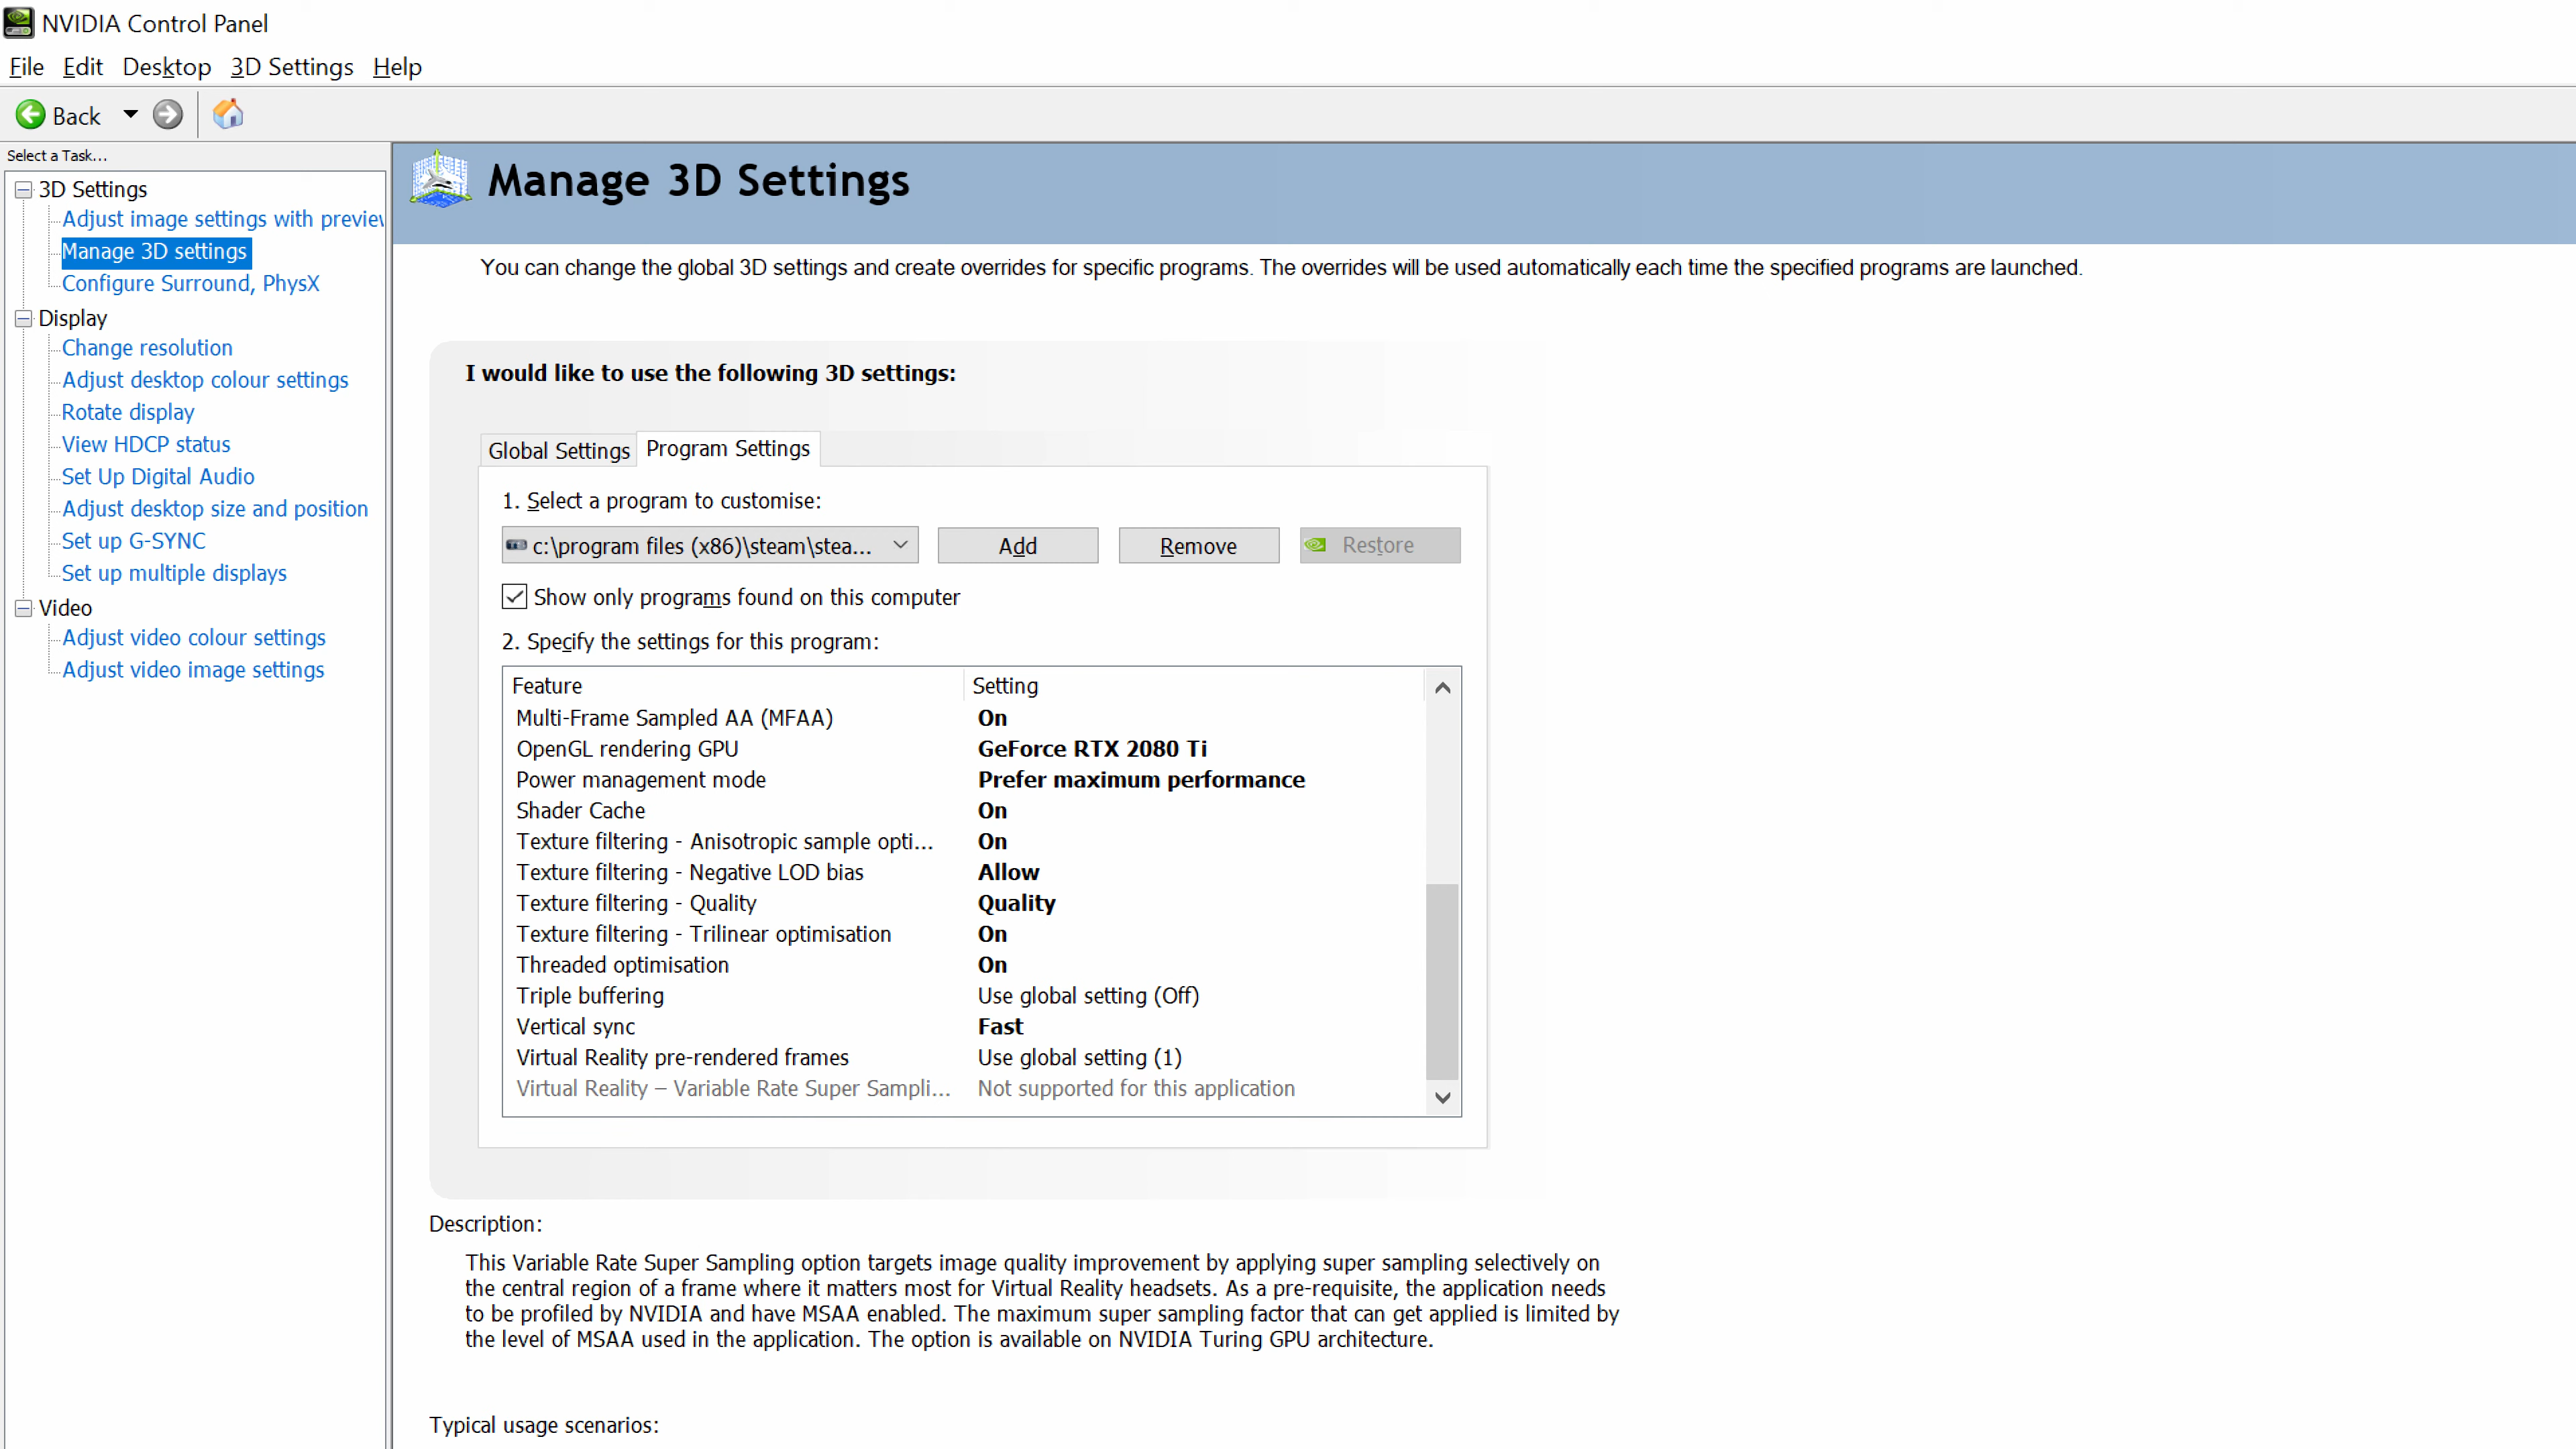 NVIDIA Control Panel
File Edit Desktop 3D Settings Help
Back
Select a Task...
3D Settings
Adjust image settings with preview
Manage 3D settings
Configure Surround, PhysX
Display
Change resolution
Adjust desktop colour settings
Rotate display
View HDCP status
Set Up Digital Audio
Adjust desktop size and position
Set up G-SYNC
Set up multiple displays
Video
Adjust video colour settings
Adjust video image settings
Manage 3D Settings
You can change the global 3D settings and create overrides for specific programs. The overrides will be used automatically each time the specified programs are launched.
I would like to use the following 3D settings:
Global Settings Program Settings
1. Select a program to customise:
c:\program files (x86)\steam\stea... Add Remove Restore
Show only programs found on this computer
2. Specify the settings for this program:
Feature Setting
Multi-Frame Sampled AA (MFAA) On
OpenGL rendering GPU GeForce RTX 2080 Ti
Power management mode Prefer maximum performance
Shader Cache On
Texture filtering - Anisotropic sample opti... On
Texture filtering - Negative LOD bias Allow
Texture filtering - Quality Quality
Texture filtering - Trilinear optimisation On
Threaded optimisation On
Triple buffering Use global setting (Off)
Vertical sync Fast
Virtual Reality pre-rendered frames Use global setting (1)
Virtual Reality – Variable Rate Super Sampli... Not supported for this application
Description:
This Variable Rate Super Sampling option targets image quality improvement by applying super sampling selectively on
the central region of a frame where it matters most for Virtual Reality headsets. As a pre-requisite, the application needs
to be profiled by NVIDIA and have MSAA enabled. The maximum super sampling factor that can get applied is limited by
the level of MSAA used in the application. The option is available on NVIDIA Turing GPU architecture.
Typical usage scenarios: